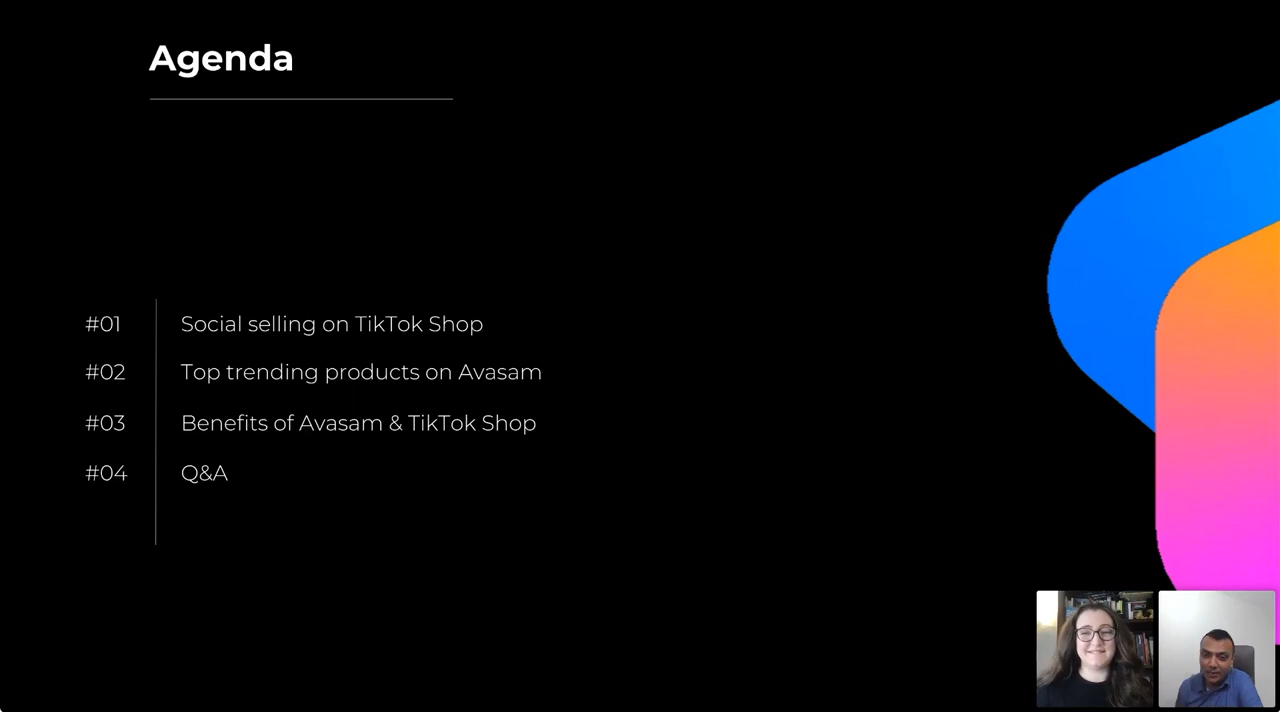 Agenda
#01 Social selling on TikTok Shop
#02 Top trending products on Avasam
#03 Benefits of Avasam & TikTok Shop
#04 Q&A